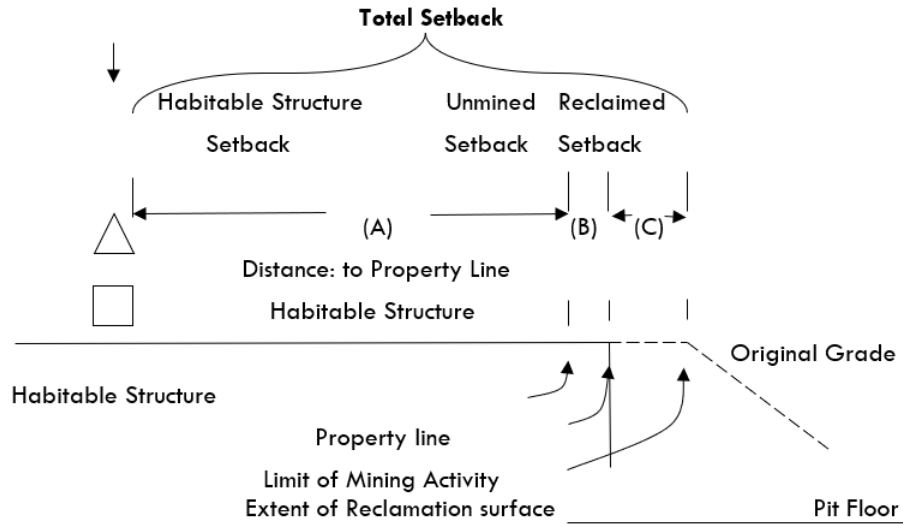 Total Setback
Habitable Structure Unmined Reclaimed
Setback Setback Setback
(A) (B) (C)
Distance: to Property Line
Habitable Structure
Original Grade
Habitable Structure
Property line
Limit of Mining Activity
Extent of Reclamation surface
Pit Floor